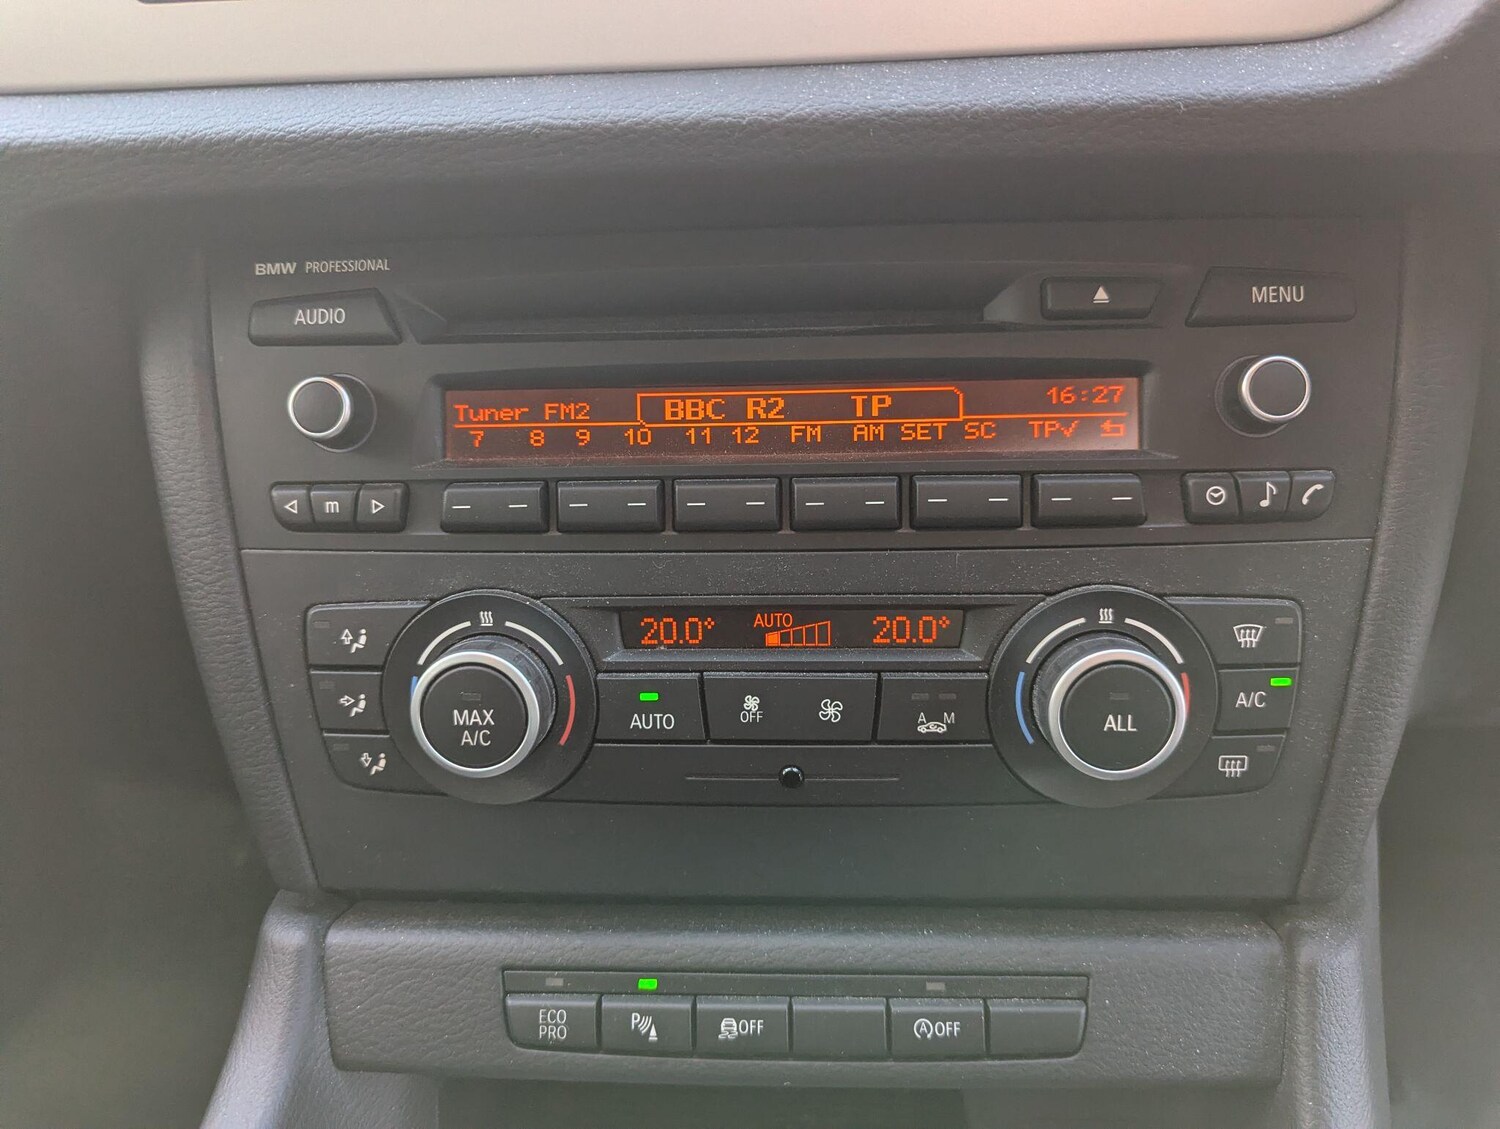 BMW PROFESSIONAL
AUDIO
MENU
Tuner FM2 BBC R2 TP 16:27
7 8 9 10 11 12 FM AM SET SC TP✓
m
20.0° AUTO 20.0°
MAX A/C
AUTO
OFF
A M
ALL
A/C
ECO PRO
P
OFF
A OFF